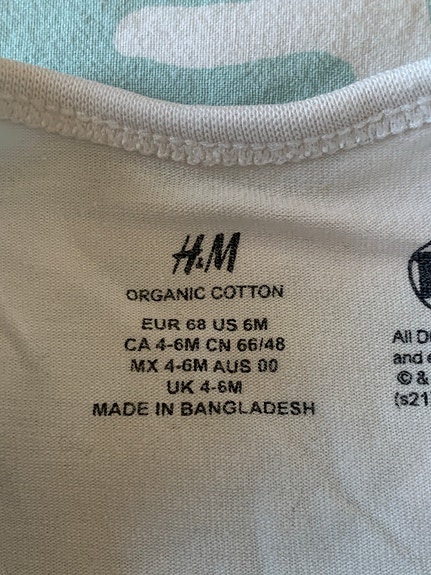 H&M
ORGANIC COTTON
EUR 68 US 6M
CA 4-6M CN 66/48
MX 4-6M AUS 00
UK 4-6M
MADE IN BANGLADESH
All
and
© &
(s21